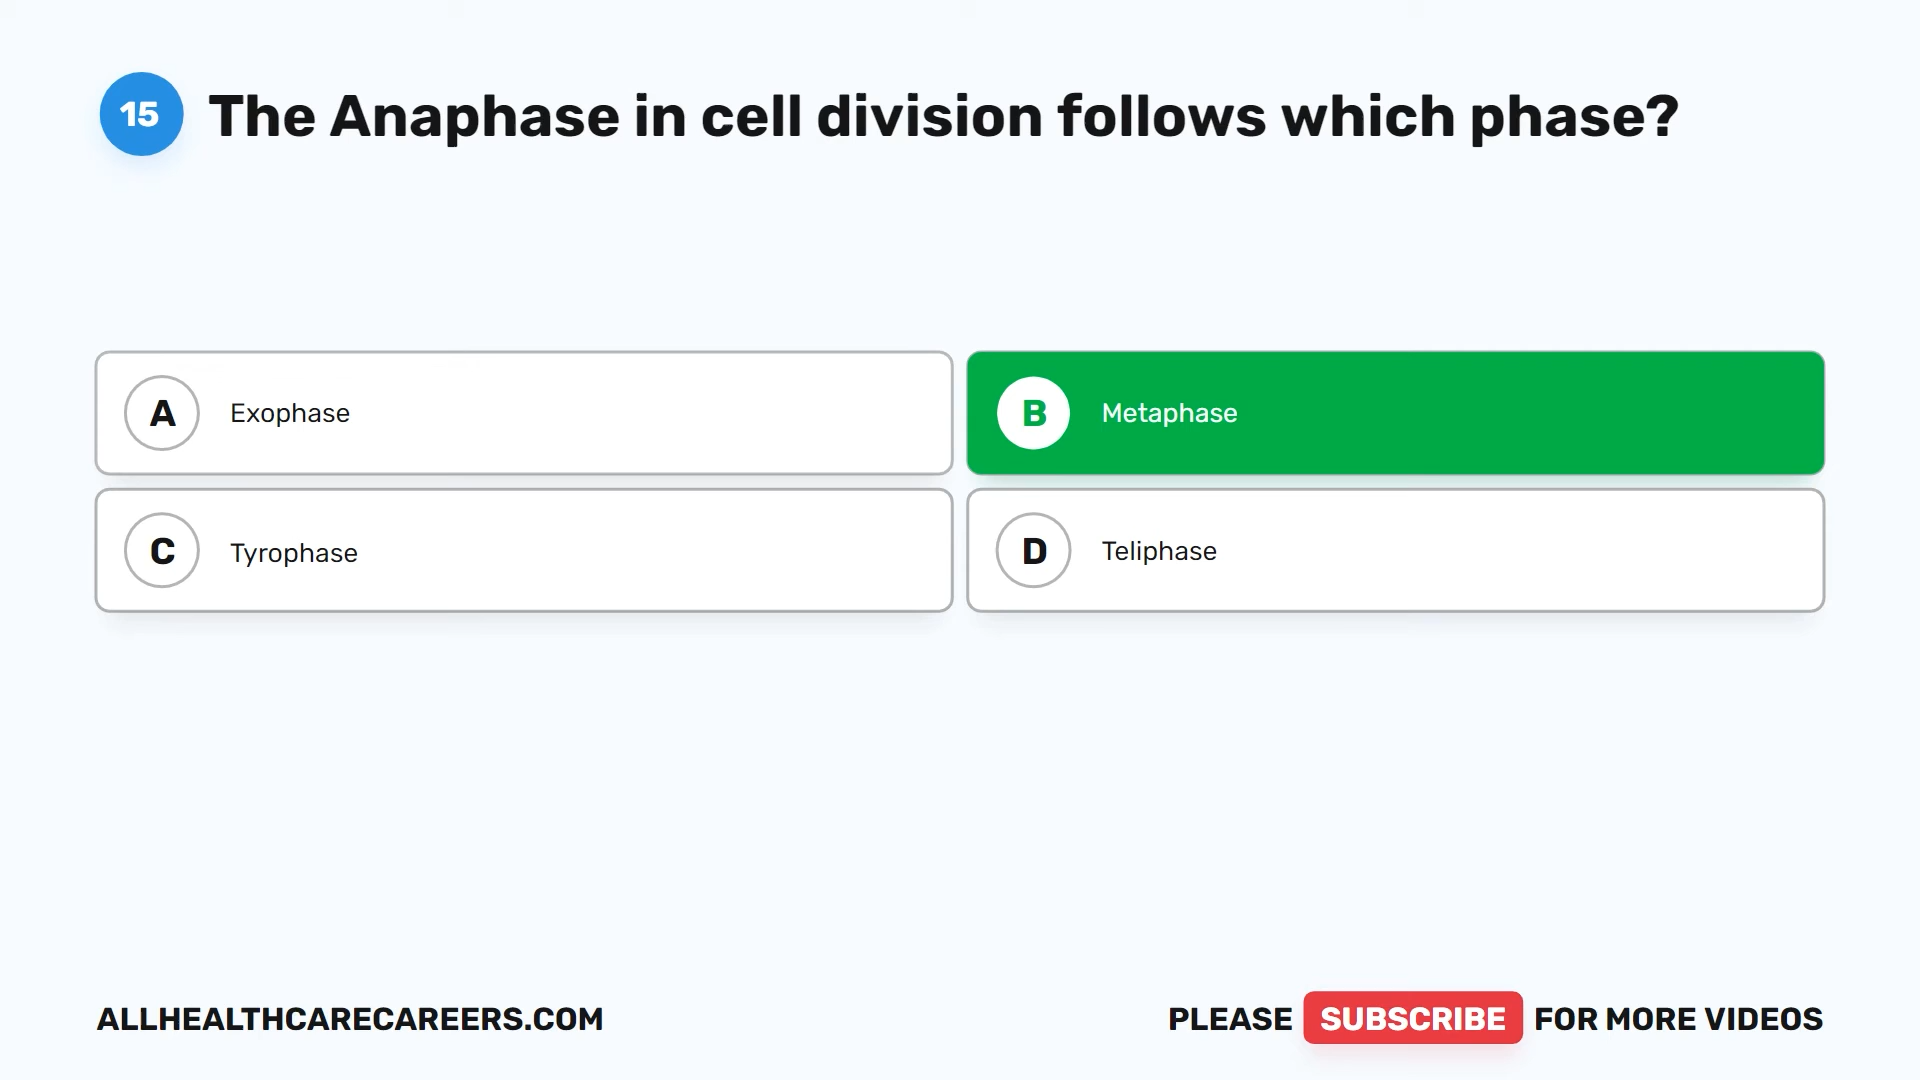 15 The Anaphase in cell division follows which phase?
A Exophase
B Metaphase
C Tyrophase
D Teliphase
ALLHEALTHCARECAREERS.COM
PLEASE SUBSCRIBE FOR MORE VIDEOS